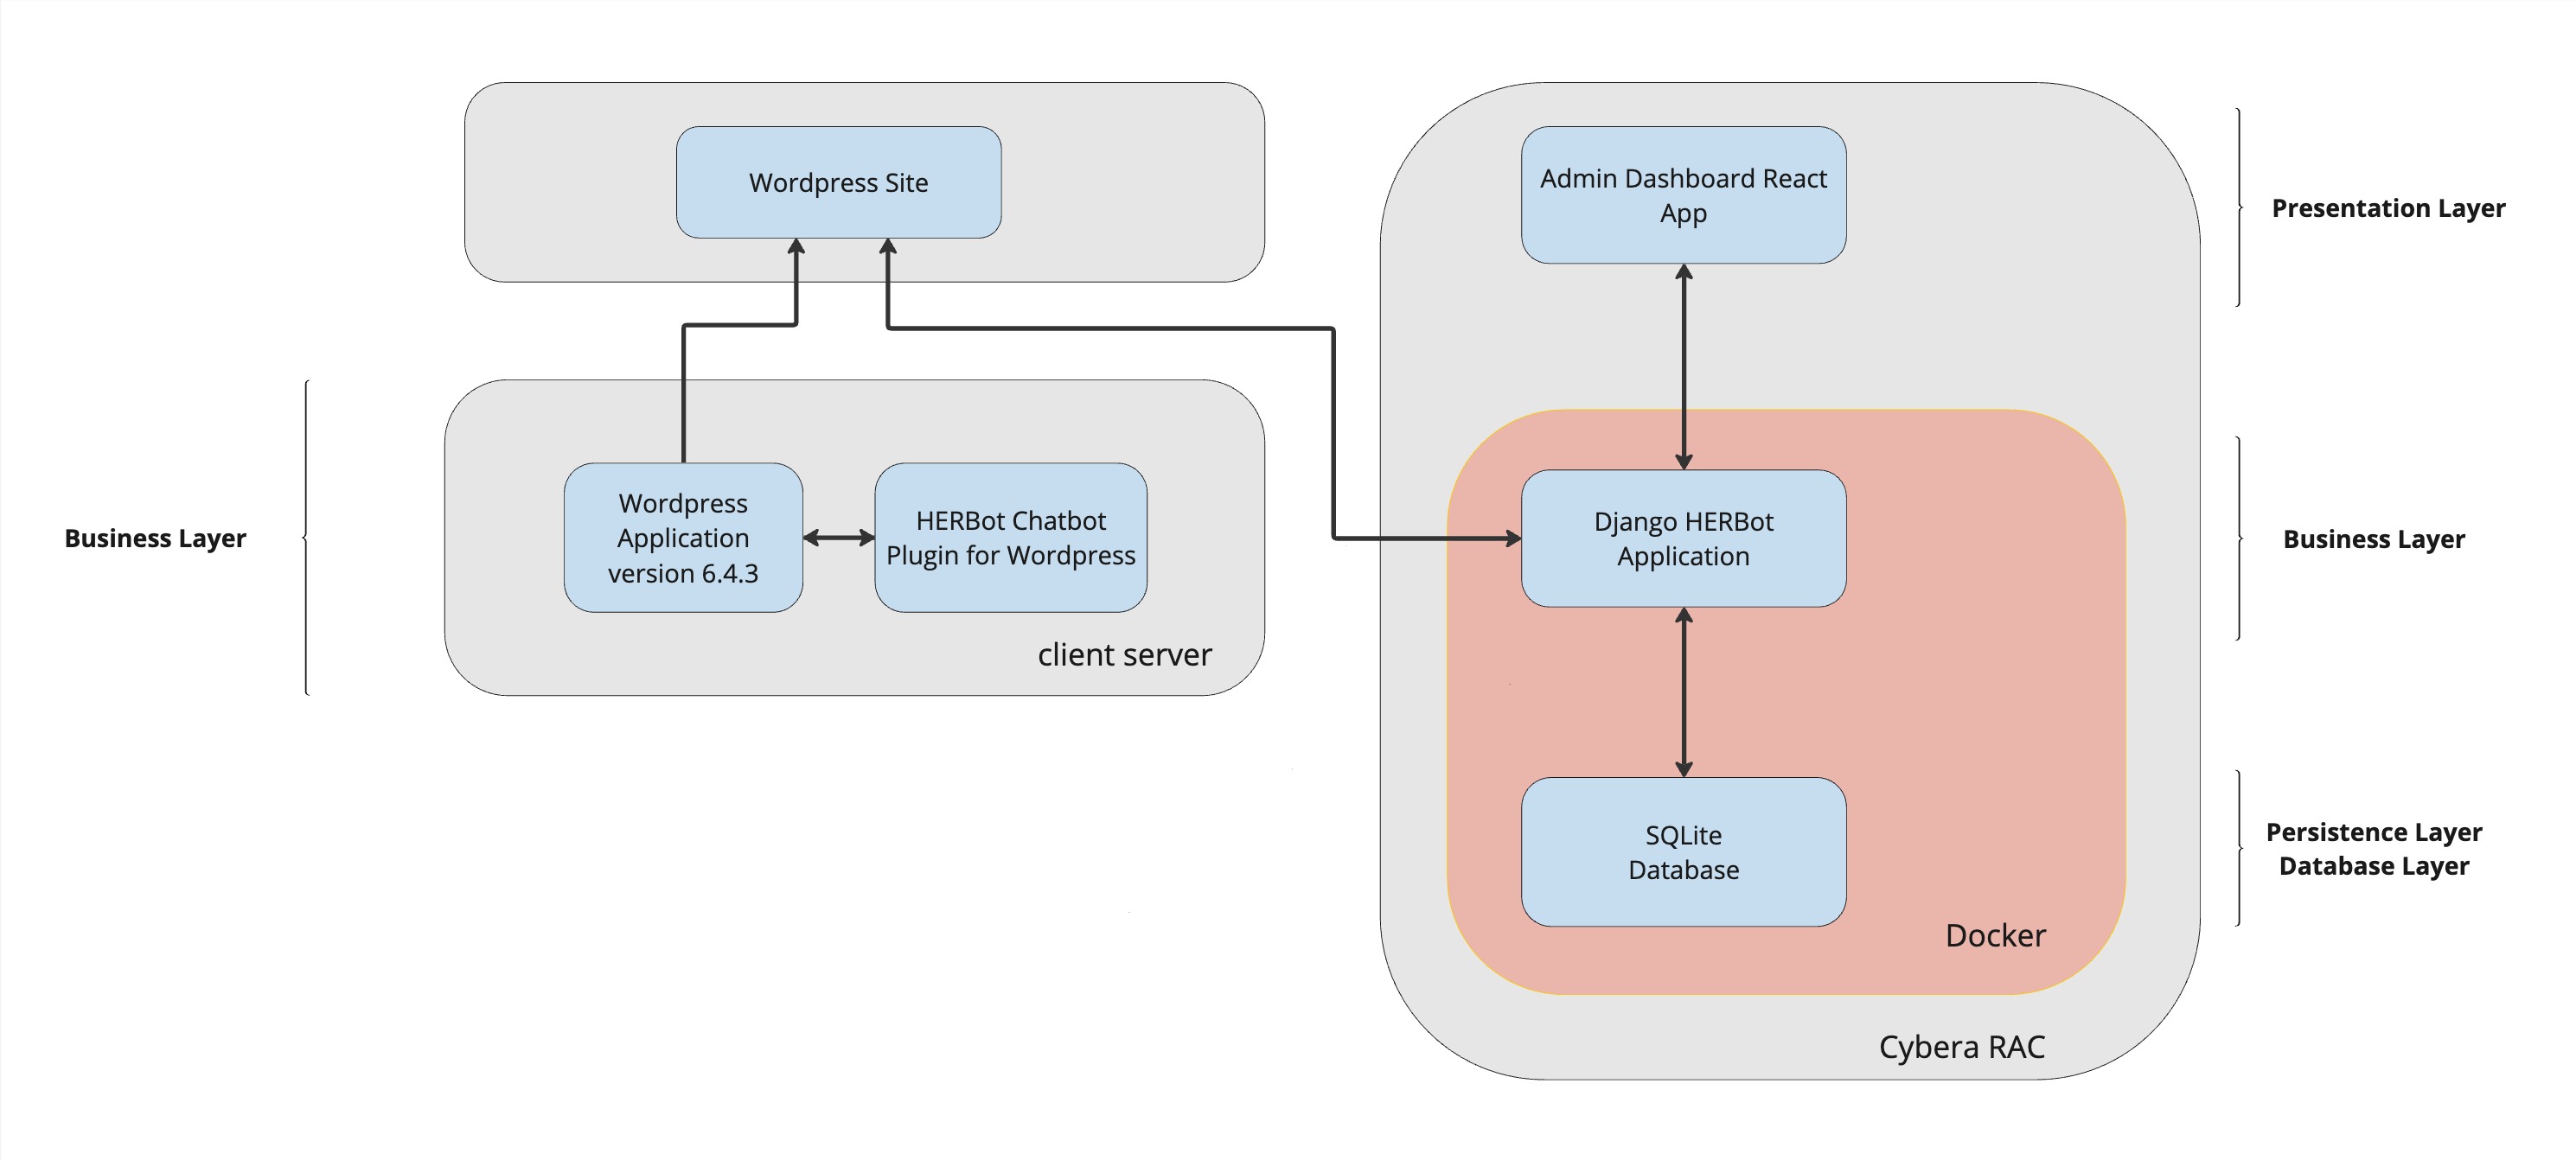 Wordpress Site
Admin Dashboard React
App
Presentation Layer
Business Layer
Wordpress
Application
version 6.4.3
HERBot Chatbot
Plugin for Wordpress
client server
Django HERBot
Application
Business Layer
SQLite
Database
Persistence Layer
Database Layer
Docker
Cybera RAC